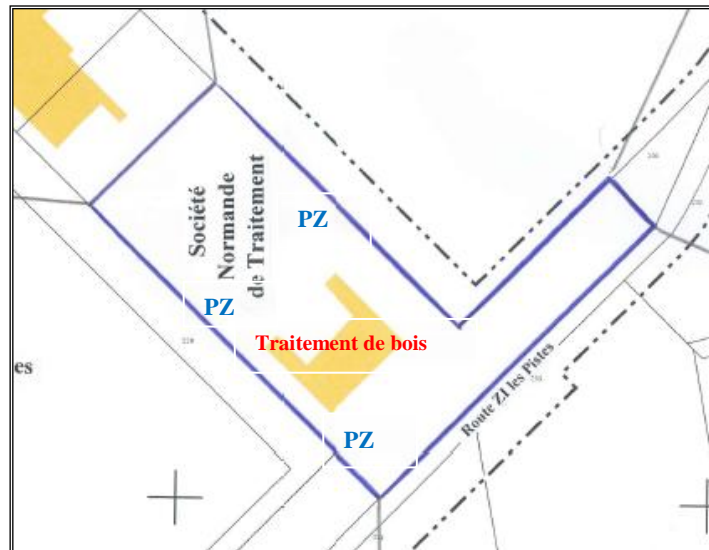 Société
Normande
de Traitement
PZ
PZ
Traitement de bois
es
Route ZI les Pistes
PZ